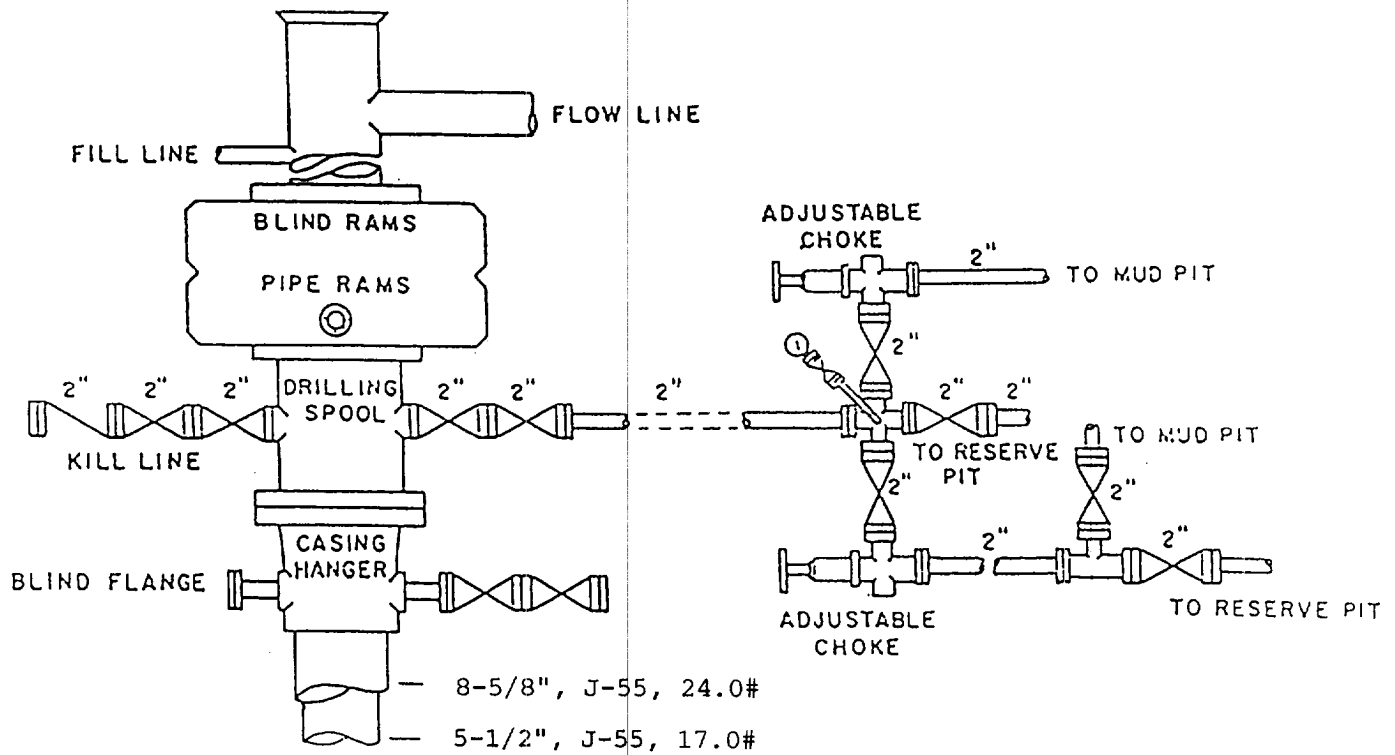 FLOW LINE
FILL LINE
BLIND RAMS
PIPE RAMS
ADJUSTABLE
CHOKE
2"
TO MUD PIT
2"
1
2"
2"
2"
DRILLING
SPOOL
2"
2"
2"
2"
2"
KILL LINE
TO RESERVE
PIT
TO MUD PIT
2"
2"
CASING
HANGER
2"
2"
BLIND FLANGE
TO RESERVE PIT
ADJUSTABLE
CHOKE
8-5/8", J-55, 24.0#
5-1/2", J-55, 17.0#